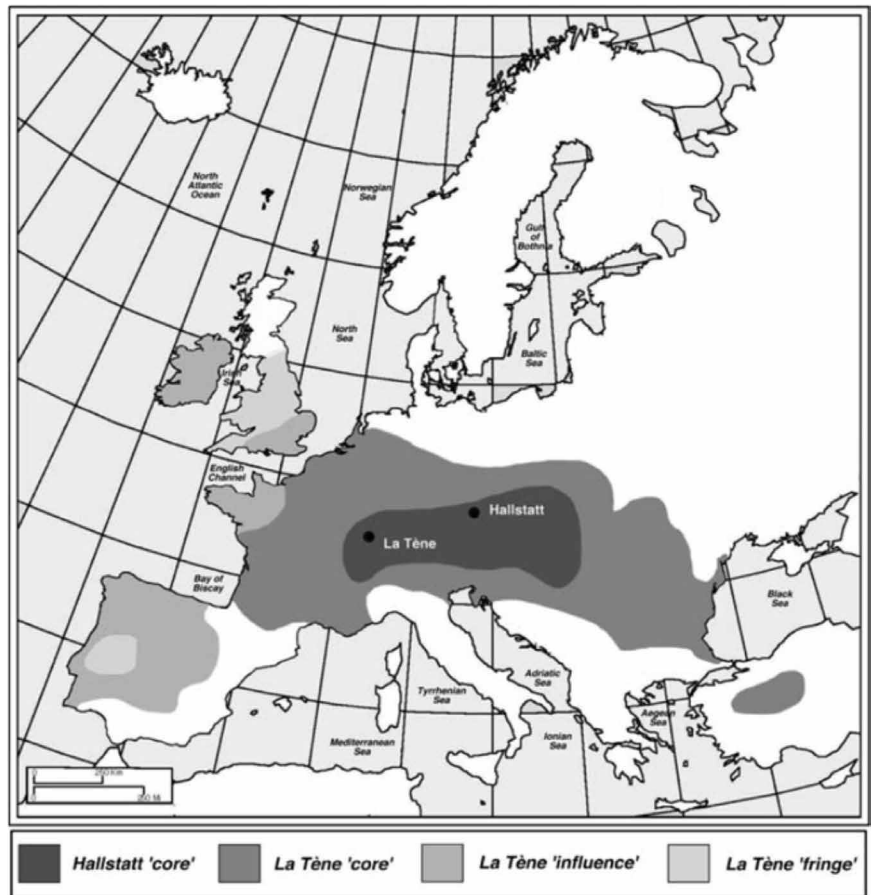 North
Atlantic
Ocean
Norwegian
Sea
Gulf
of
Bothnia
North
Sea
Baltic
Sea
Irish
Sea
English
Channel
Hallstatt
La Tène
Bay of
Biscay
Black
Sea
Adriatic
Sea
Tyrrhenian
Sea
Aegean
Sea
Mediterranean
Sea
Ionian
Sea
0 250 Km
0 250 Mi
Hallstatt 'core'
La Tène 'core'
La Tène 'influence'
La Tène 'fringe'